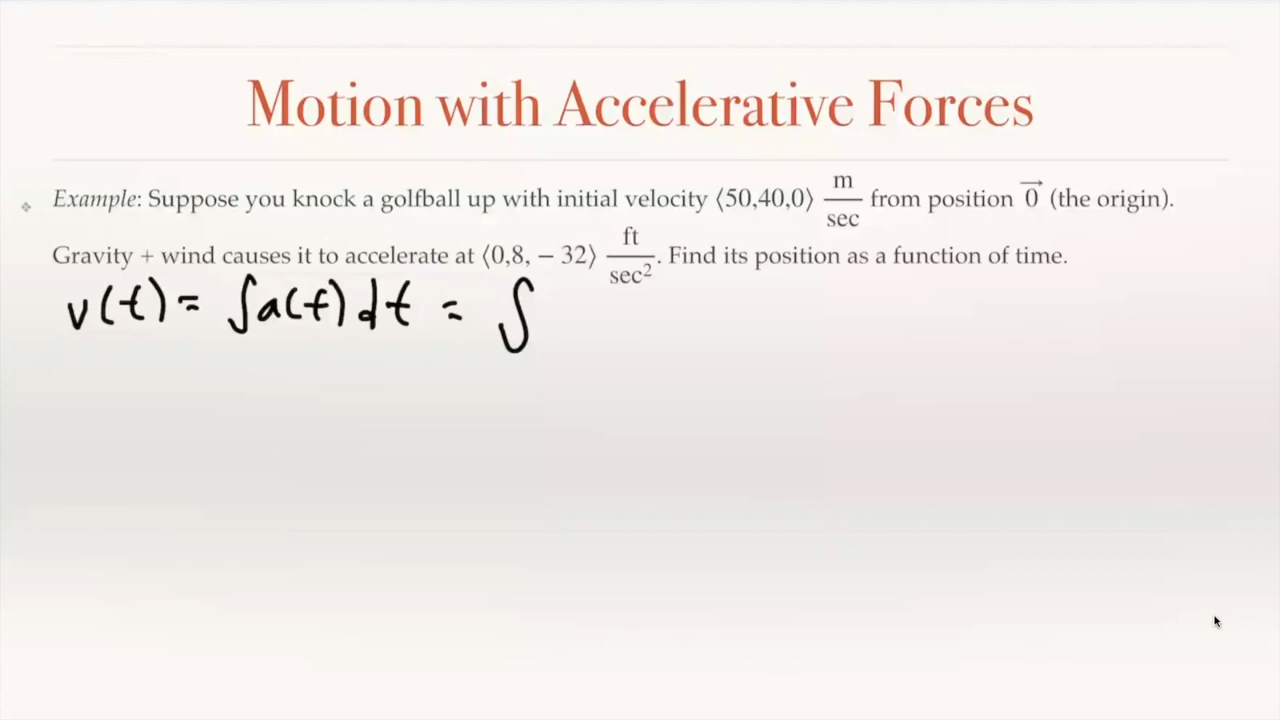 Motion with Accelerative Forces
Example: Suppose you knock a golfball up with initial velocity ⟨50,40,0⟩ m/sec from position 0⃗ (the origin).
Gravity + wind causes it to accelerate at ⟨0,8, − 32⟩ ft/sec². Find its position as a function of time.
v(t) = ∫a(t)dt = ∫